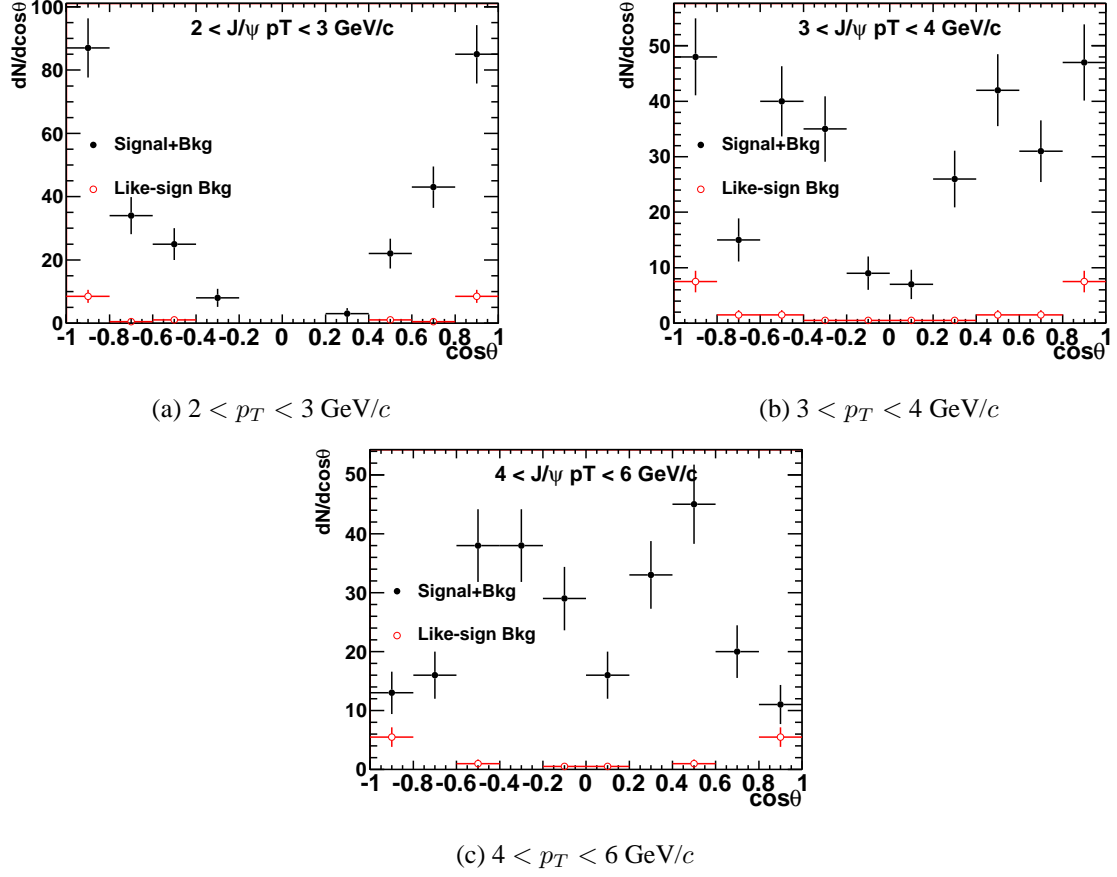 dN/dcosθ
2 < J/ψ pT < 3 GeV/c
100
80
60
40
20
0
Signal+Bkg
Like-sign Bkg
-1 -0.8 -0.6 -0.4 -0.2 0 0.2 0.4 0.6 0.8 1
cosθ
(a) 2 < p_T < 3 GeV/c
dN/dcosθ
3 < J/ψ pT < 4 GeV/c
50
40
30
20
10
0
Signal+Bkg
Like-sign Bkg
-1 -0.8 -0.6 -0.4 -0.2 0 0.2 0.4 0.6 0.8 1
cosθ
(b) 3 < p_T < 4 GeV/c
dN/dcosθ
4 < J/ψ pT < 6 GeV/c
50
40
30
20
10
0
Signal+Bkg
Like-sign Bkg
-1 -0.8 -0.6 -0.4 -0.2 0 0.2 0.4 0.6 0.8 1
cosθ
(c) 4 < p_T < 6 GeV/c